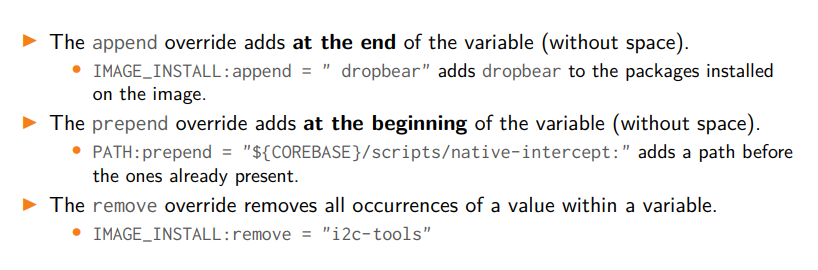 ▶ The append override adds at the end of the variable (without space).
• IMAGE_INSTALL:append = " dropbear" adds dropbear to the packages installed
on the image.
▶ The prepend override adds at the beginning of the variable (without space).
• PATH:prepend = "${COREBASE}/scripts/native-intercept:" adds a path before
the ones already present.
▶ The remove override removes all occurrences of a value within a variable.
• IMAGE_INSTALL:remove = "i2c-tools"